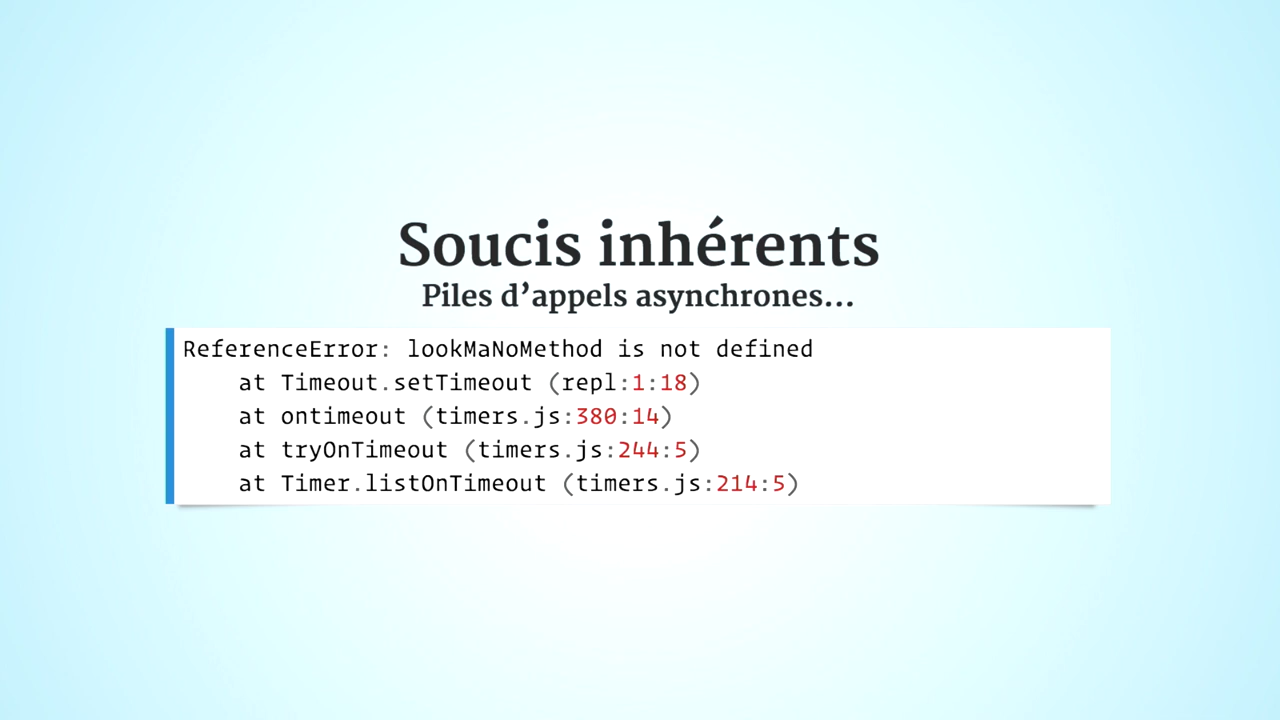 Soucis inhérents
Piles d’appels asynchrones…
ReferenceError: lookMaNoMethod is not defined
    at Timeout.setTimeout (repl:1:18)
    at ontimeout (timers.js:380:14)
    at tryOnTimeout (timers.js:244:5)
    at Timer.listOnTimeout (timers.js:214:5)